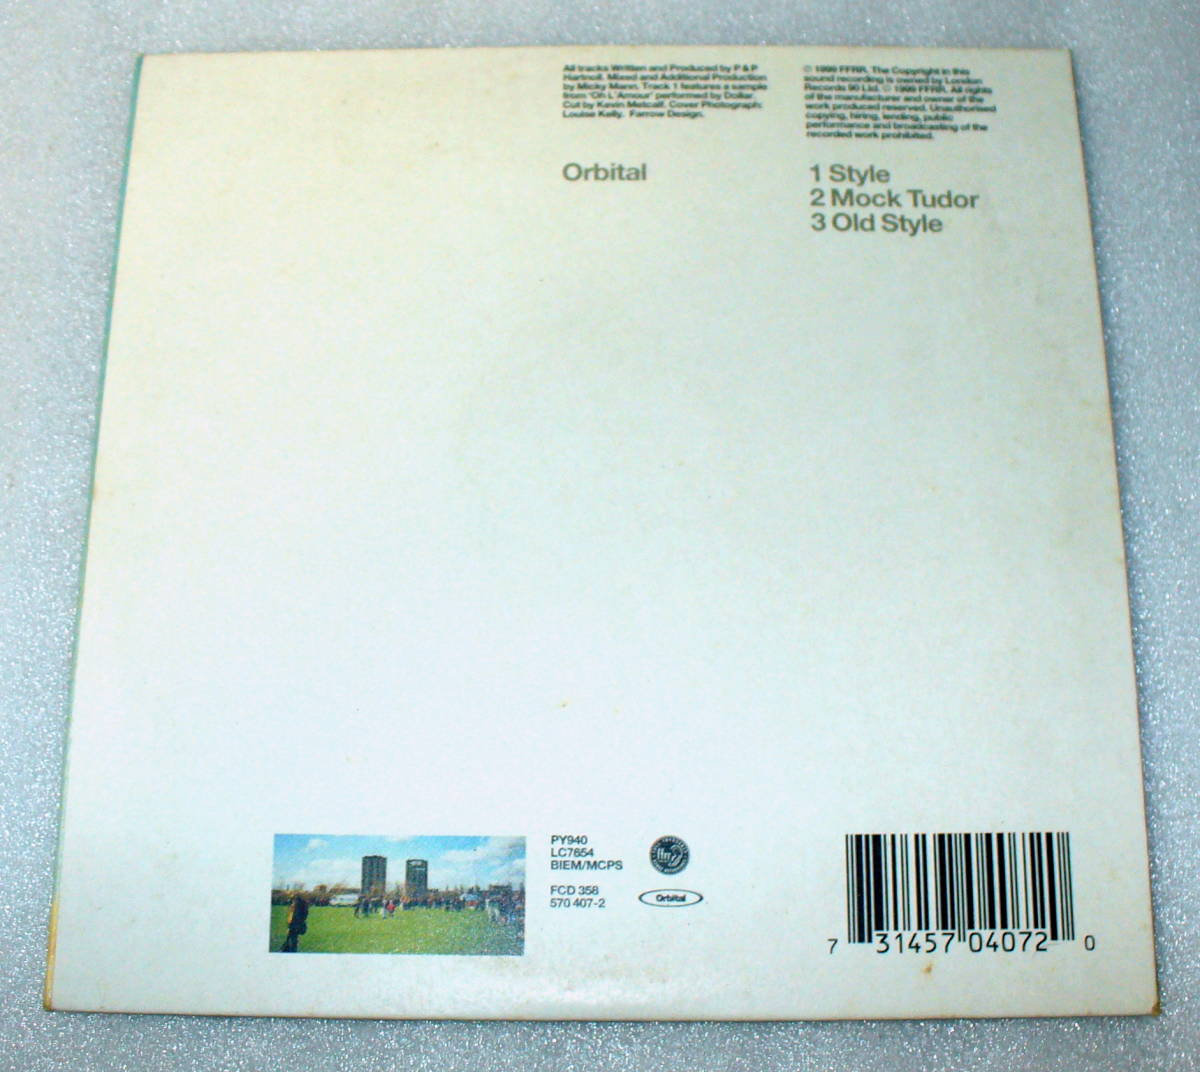 All tracks Written and Produced by P & P
Hartnoll. Mixed and Additional Production
by Micky Mann. Track 1 features a sample
from 'Oh L'Amour' performed by Dollar
Cut by Kevin Metcalf. Cover Photograph:
Louise Kelly. Farrow Design.
℗ 1999 FFRR. The Copyright in this
sound recording is owned by London
Records 90 Ltd. © 1999 FFRR. All rights
of the manufacturer and owner of the
work produced reserved. Unauthorised
copying, hiring, lending, public
performance and broadcasting of the
recorded work prohibited.
Orbital
1 Style
2 Mock Tudor
3 Old Style
PY940
LC7654
BIEM/MCPS
FCD 358
570 407-2
ffrr
Orbital
7 31457 04072 0